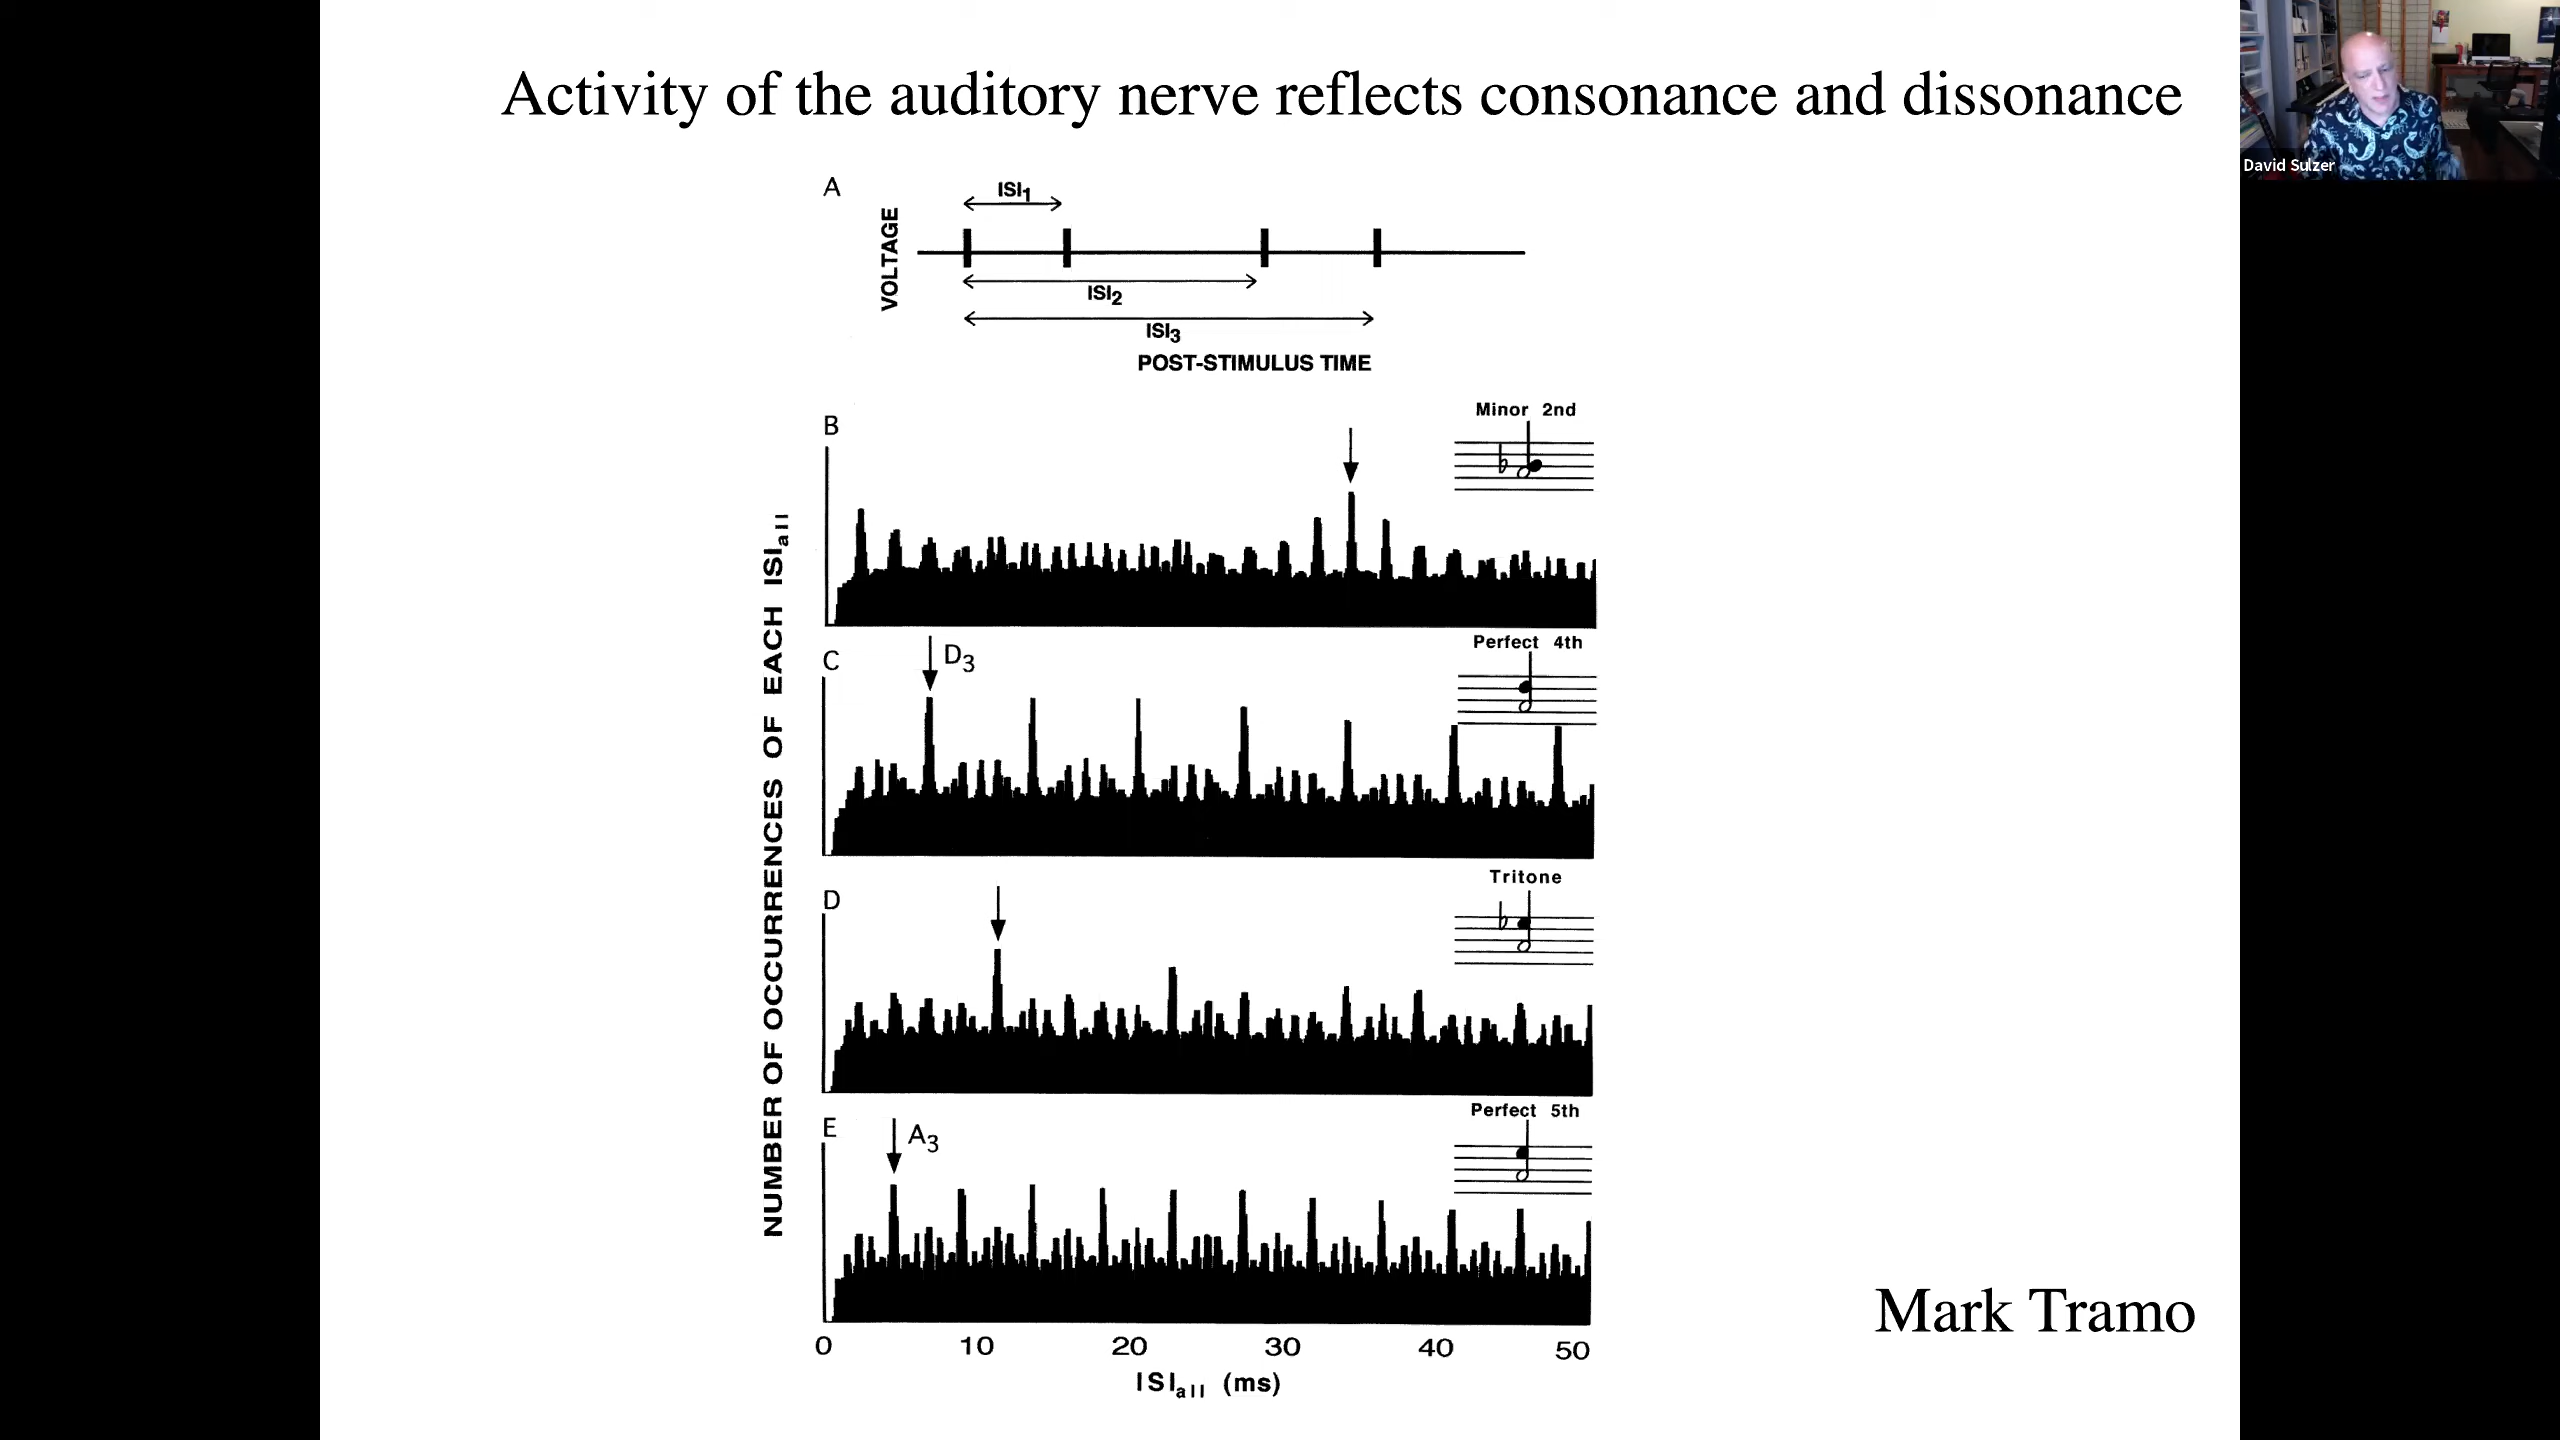 Activity of the auditory nerve reflects consonance and dissonance
David Sulzer
A
VOLTAGE
ISI1
ISI2
ISI3
POST-STIMULUS TIME
NUMBER OF OCCURRENCES OF EACH ISIall
B
Minor 2nd
C
D3
Perfect 4th
D
Tritone
E
A3
Perfect 5th
0 10 20 30 40 50
ISIall (ms)
Mark Tramo